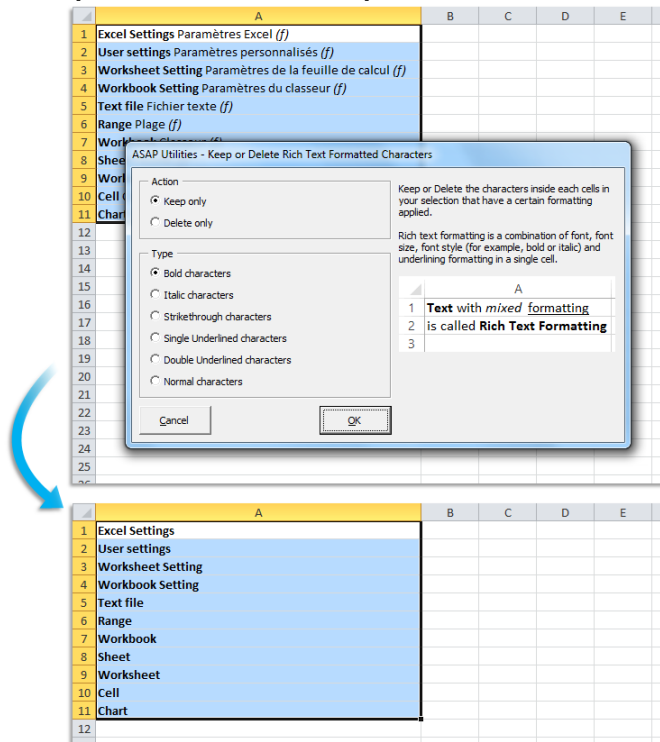 A B C D E
1 Excel Settings Paramètres Excel (f)
2 User settings Paramètres personnalisés (f)
3 Worksheet Setting Paramètres de la feuille de calcul (f)
4 Workbook Setting Paramètres du classeur (f)
5 Text file Fichier texte (f)
6 Range Plage (f)
7
8 Shee
9
10 Cell
11 Char
12
13
14
15
16
17
18
19
20
21
22
23
24
25
ASAP Utilities - Keep or Delete Rich Text Formatted Characters
Action
Keep only
Delete only
Type
Bold characters
Italic characters
Strikethrough characters
Single Underlined characters
Double Underlined characters
Normal characters
Cancel
OK
Keep or Delete the characters inside each cells in
your selection that have a certain formatting
applied.
Rich text formatting is a combination of font, font
size, font style (for example, bold or italic) and
underlining formatting in a single cell.
A
1 Text with mixed formatting
2 is called Rich Text Formatting
3
A B C D E
1 Excel Settings
2 User settings
3 Worksheet Setting
4 Workbook Setting
5 Text file
6 Range
7 Workbook
8 Sheet
9 Worksheet
10 Cell
11 Chart
12